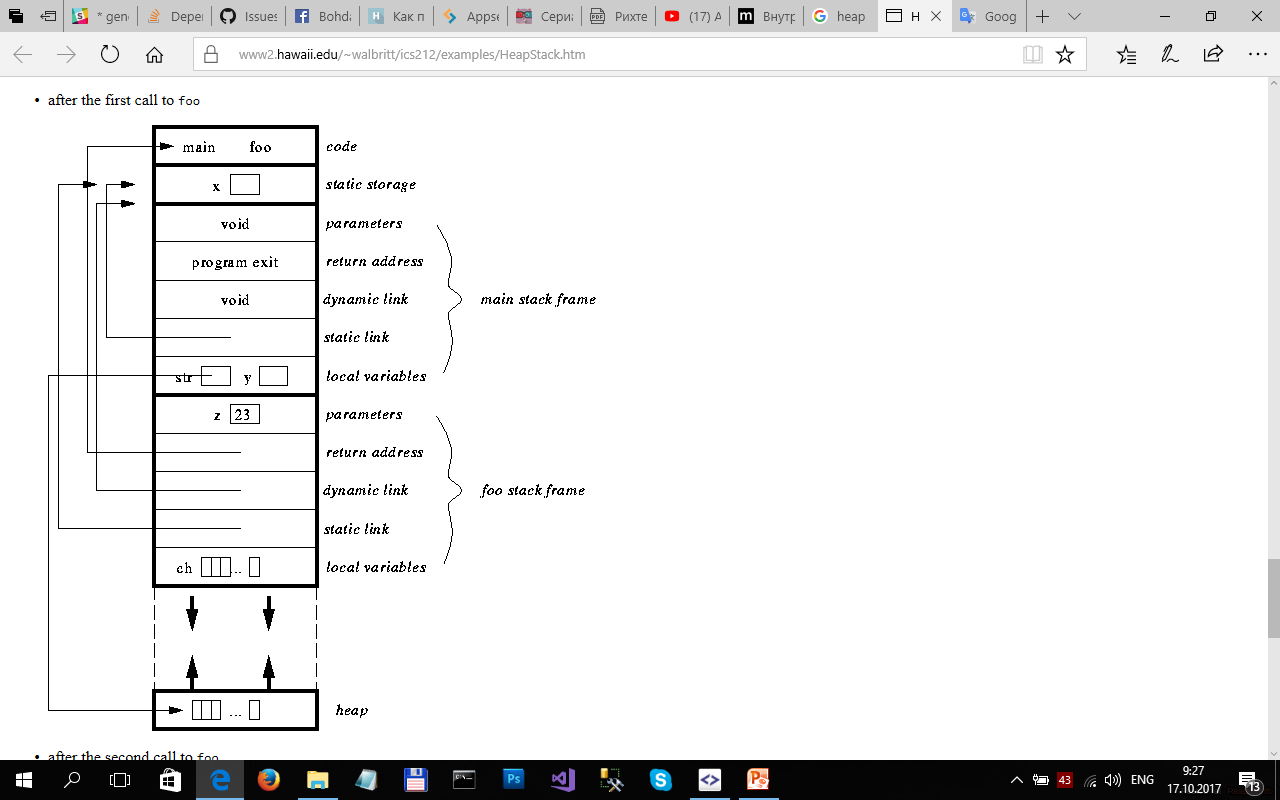 * gene
Deper
Issues
Bohda
Как п
Appse
Сериа
Рихте
(17) А
Внутр
heap
H
Goog
www2.hawaii.edu/~walbritt/ics212/examples/HeapStack.htm
• after the first call to foo
main foo code
x static storage
void parameters
program exit return address
void dynamic link main stack frame
static link
str y local variables
z 23 parameters
return address
dynamic link foo stack frame
static link
ch ... local variables
... heap
• after the second call to foo
43 ENG 9:27
17.10.2017 13